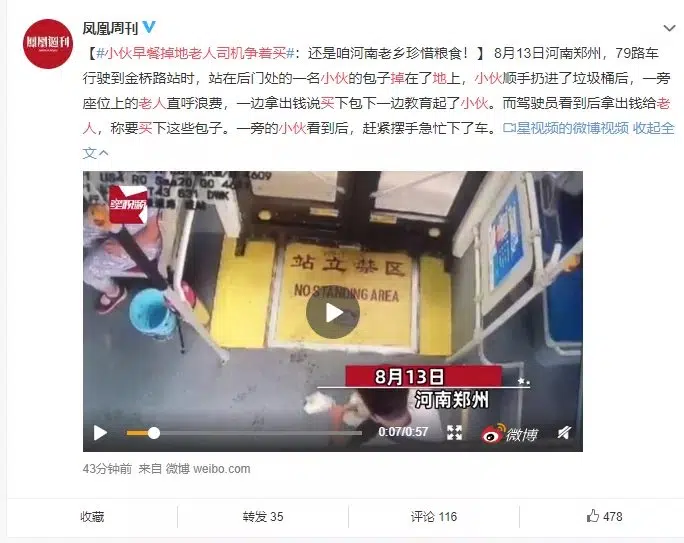 鳳凰週刊
凤凰周刊
【#小伙早餐掉地老人司机争着买#：还是咱河南老乡珍惜粮食！】8月13日河南郑州，79路车
行驶到金桥路站时，站在后门处的一名小伙的包子掉在了地上，小伙顺手扔进了垃圾桶后，一旁
座位上的老人直呼浪费，一边拿出钱说买下包下一边教育起了小伙。而驾驶员看到后拿出钱给老
人，称要买下这些包子。一旁的小伙看到后，赶紧摆手急忙下了车。星视频的微博视频 收起全
文
站立禁区
NO STANDING AREA
8月13日
河南郑州
0:07/0:57
微博
43分钟前 来自 微博 weibo.com
收藏 转发 35 评论 116 478